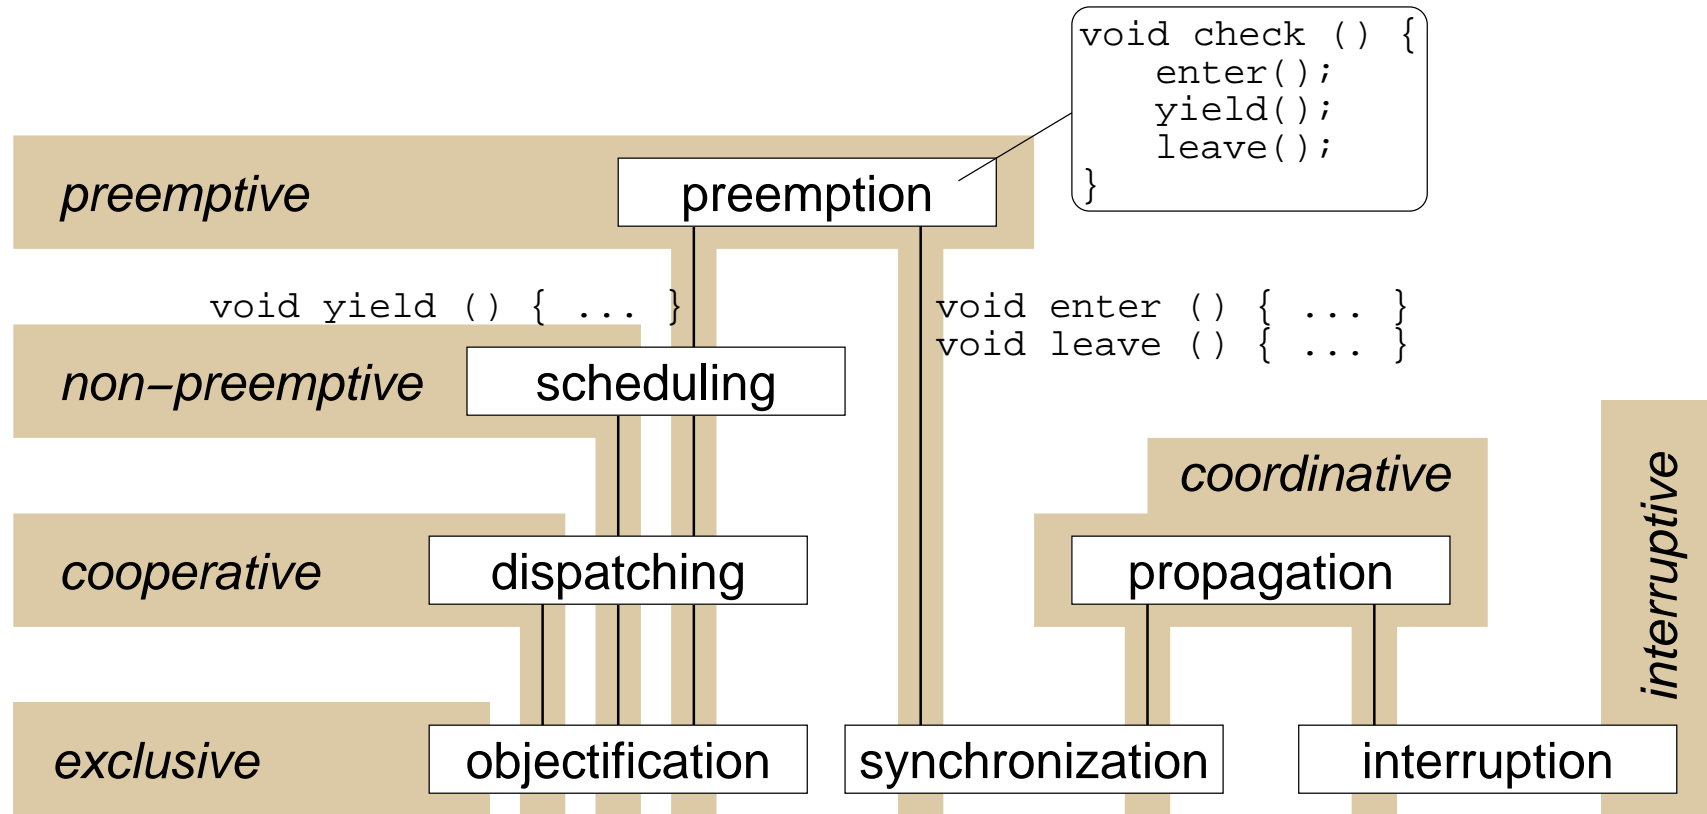 void check () {
enter();
yield();
leave();
}
preemptive
preemption
void yield () { ... }
void enter () { ... }
void leave () { ... }
non–preemptive
scheduling
coordinative
interruptive
cooperative
dispatching
propagation
exclusive
objectification
synchronization
interruption